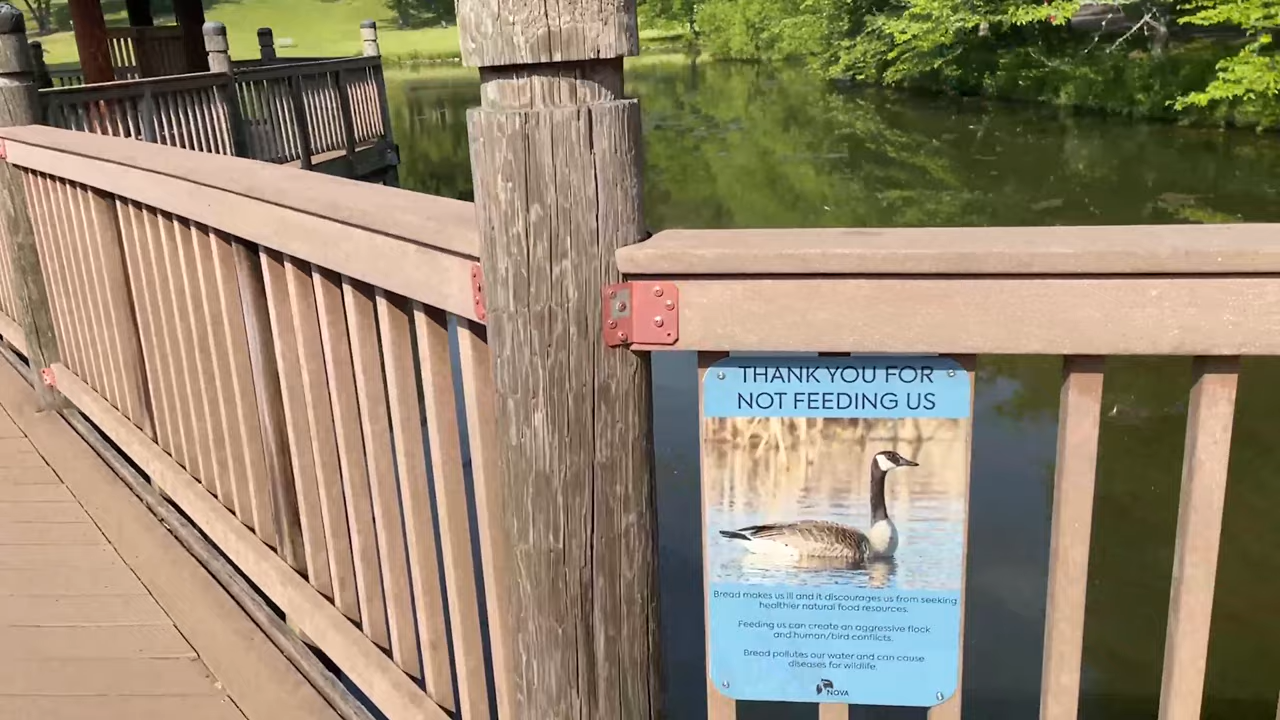 THANK YOU FOR
NOT FEEDING US
Bread makes us ill and it discourages us from seeking
healthier natural food resources.
Feeding us can create an aggressive flock
and human/bird conflicts.
Bread pollutes our water and can cause
diseases for wildlife.
NOVA